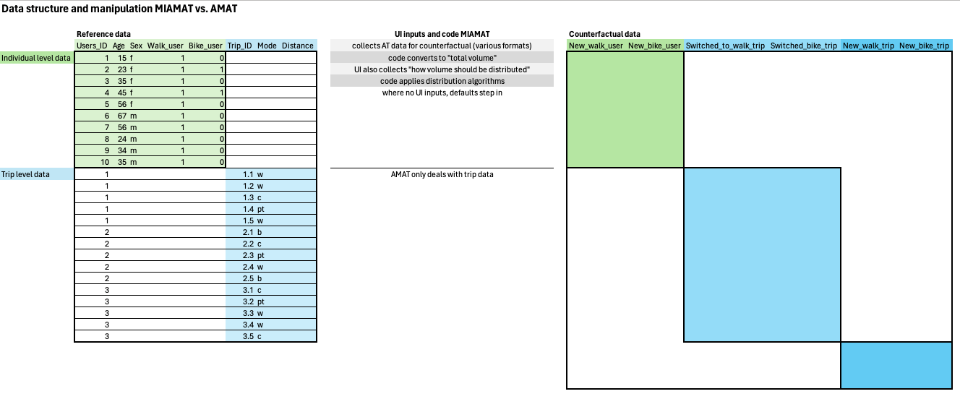 Data structure and manipulation MIAMAT vs. AMAT
Reference data UI inputs and code MIAMAT Counterfactual data
Users_ID Age Sex Walk_user Bike_user Trip_ID Mode Distance collects AT data for counterfactual (various formats) New_walk_user New_bike_user Switched_to_walk_trip Switched_bike_trip New_walk_trip New_bike_trip
Individual level data 1 15 f 1 0 code converts to "total volume"
2 23 f 1 1 UI also collects "how volume should be distributed"
3 35 f 1 0 code applies distribution algorithms
4 45 f 1 1 where no UI inputs, defaults step in
5 56 f 1 0
6 67 m 1 0
7 56 m 1 0
8 24 m 1 0
9 34 m 1 0
10 35 m 1 0
Trip level data 1 1.1 w AMAT only deals with trip data
1 1.2 w
1 1.3 c
1 1.4 pt
1 1.5 w
2 2.1 b
2 2.2 c
2 2.3 pt
2 2.4 w
2 2.5 b
3 3.1 c
3 3.2 pt
3 3.3 w
3 3.4 w
3 3.5 c